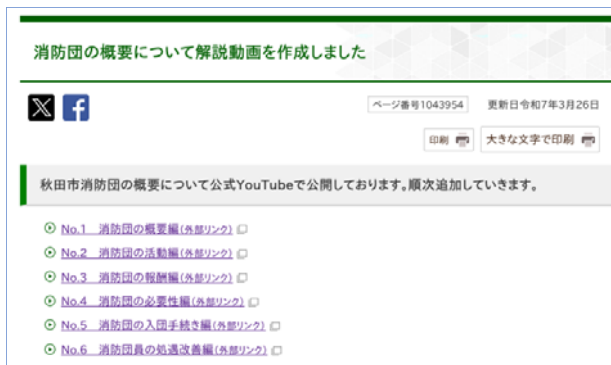 消防団の概要について解説動画を作成しました
ページ番号1043954 更新日令和7年3月26日
印刷 大きな文字で印刷
秋田市消防団の概要について公式YouTubeで公開しております。順次追加していきます。
No.1 消防団の概要編(外部リンク)
No.2 消防団の活動編(外部リンク)
No.3 消防団の報酬編(外部リンク)
No.4 消防団の必要性編(外部リンク)
No.5 消防団の入団手続き編(外部リンク)
No.6 消防団員の処遇改善編(外部リンク)